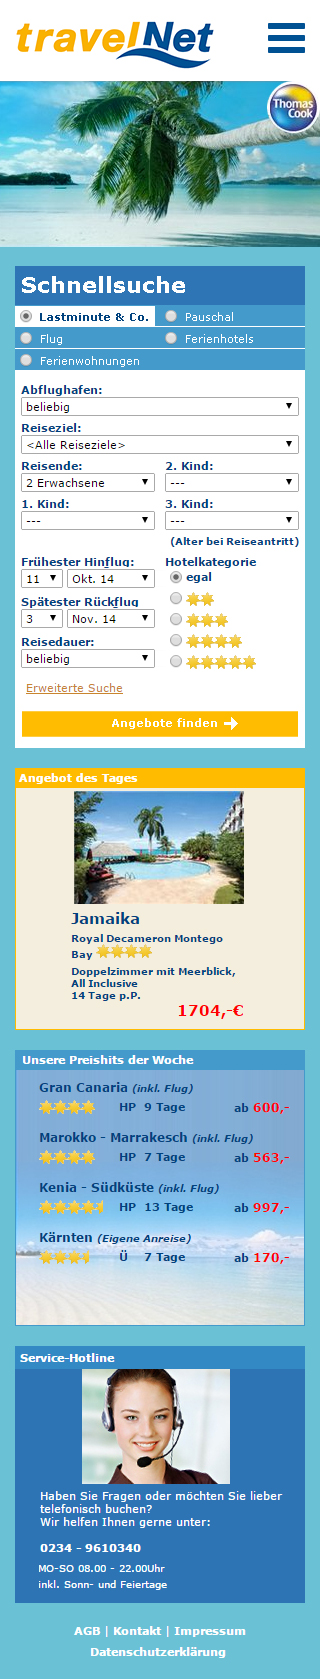 travelNet
Thomas Cook
Schnellsuche
Lastminute & Co.
Pauschal
Flug
Ferienhotels
Ferienwohnungen
Abflughafen:
beliebig
Reiseziel:
<Alle Reiseziele>
Reisende:
2. Kind:
2 Erwachsene
---
1. Kind:
3. Kind:
---
---
(Alter bei Reiseantritt)
Frühester Hinflug:
Hotelkategorie
11
Okt. 14
egal
Spätester Rückflug
3
Nov. 14
Reisedauer:
beliebig
Erweiterte Suche
Angebote finden
Angebot des Tages
Jamaika
Royal Decameron Montego
Bay
Doppelzimmer mit Meerblick,
All Inclusive
14 Tage p.P.
1704,-€
Unsere Preishits der Woche
Gran Canaria (inkl. Flug)
HP 9 Tage ab 600,-
Marokko - Marrakesch (inkl. Flug)
HP 7 Tage ab 563,-
Kenia - Südküste (inkl. Flug)
HP 13 Tage ab 997,-
Kärnten (Eigene Anreise)
Ü 7 Tage ab 170,-
Service-Hotline
Haben Sie Fragen oder möchten Sie lieber
telefonisch buchen?
Wir helfen Ihnen gerne unter:
0234 - 9610340
MO-SO 08.00 - 22.00Uhr
inkl. Sonn- und Feiertage
AGB | Kontakt | Impressum
Datenschutzerklärung